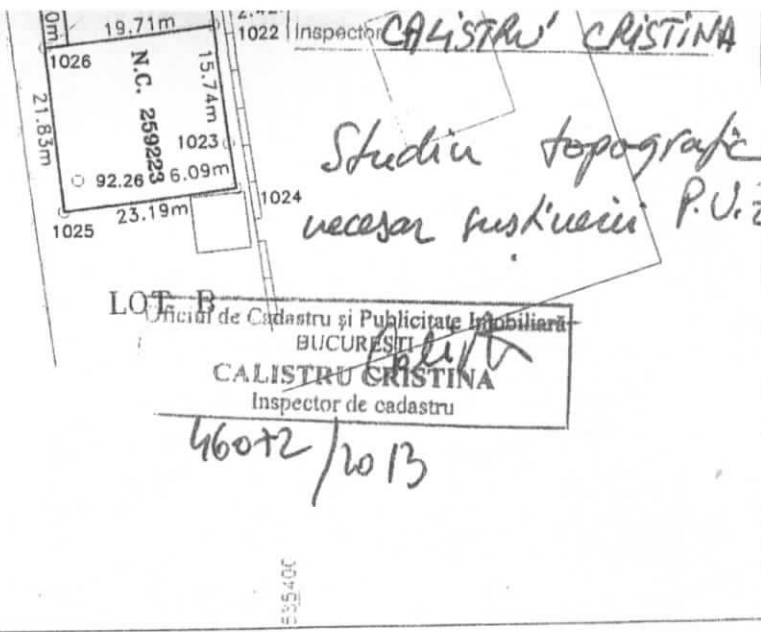 19.71m
1022 Inspector CALISTRU CRISTINA
1026
N.C. 259223
15.74m
21.83m
1023
92.26 6.09m
1024
23.19m
1025
Studiu topografic
necesar susținerii P.U.Z
LOT B
Oficiul de Cadastru și Publicitate Imobiliară
BUCUREȘTI
CALISTRU CRISTINA
Inspector de cadastru
46072/2013